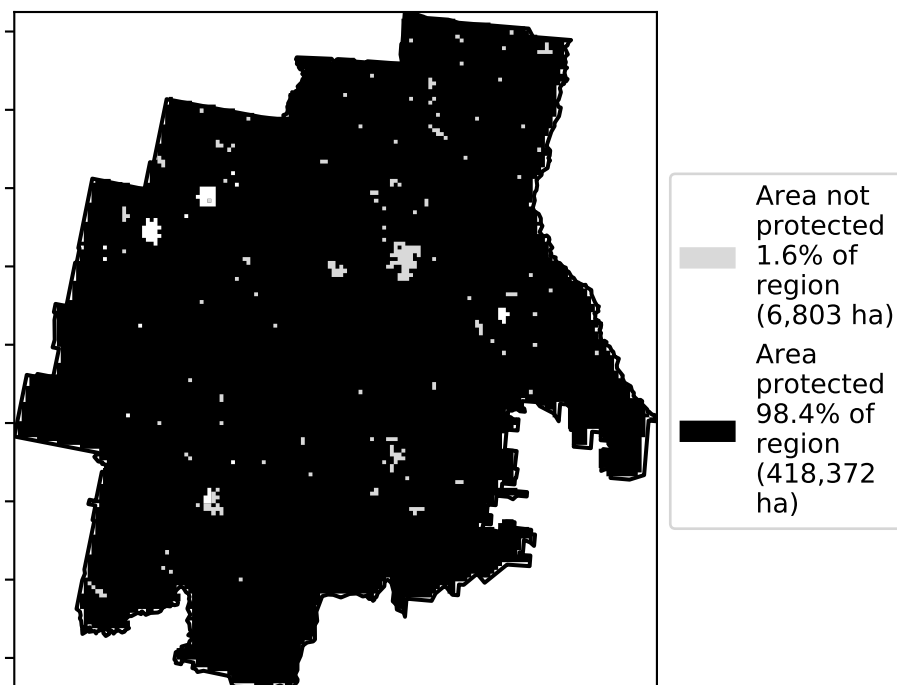 Area not
protected
1.6% of
region
(6,803 ha)
Area
protected
98.4% of
region
(418,372
ha)